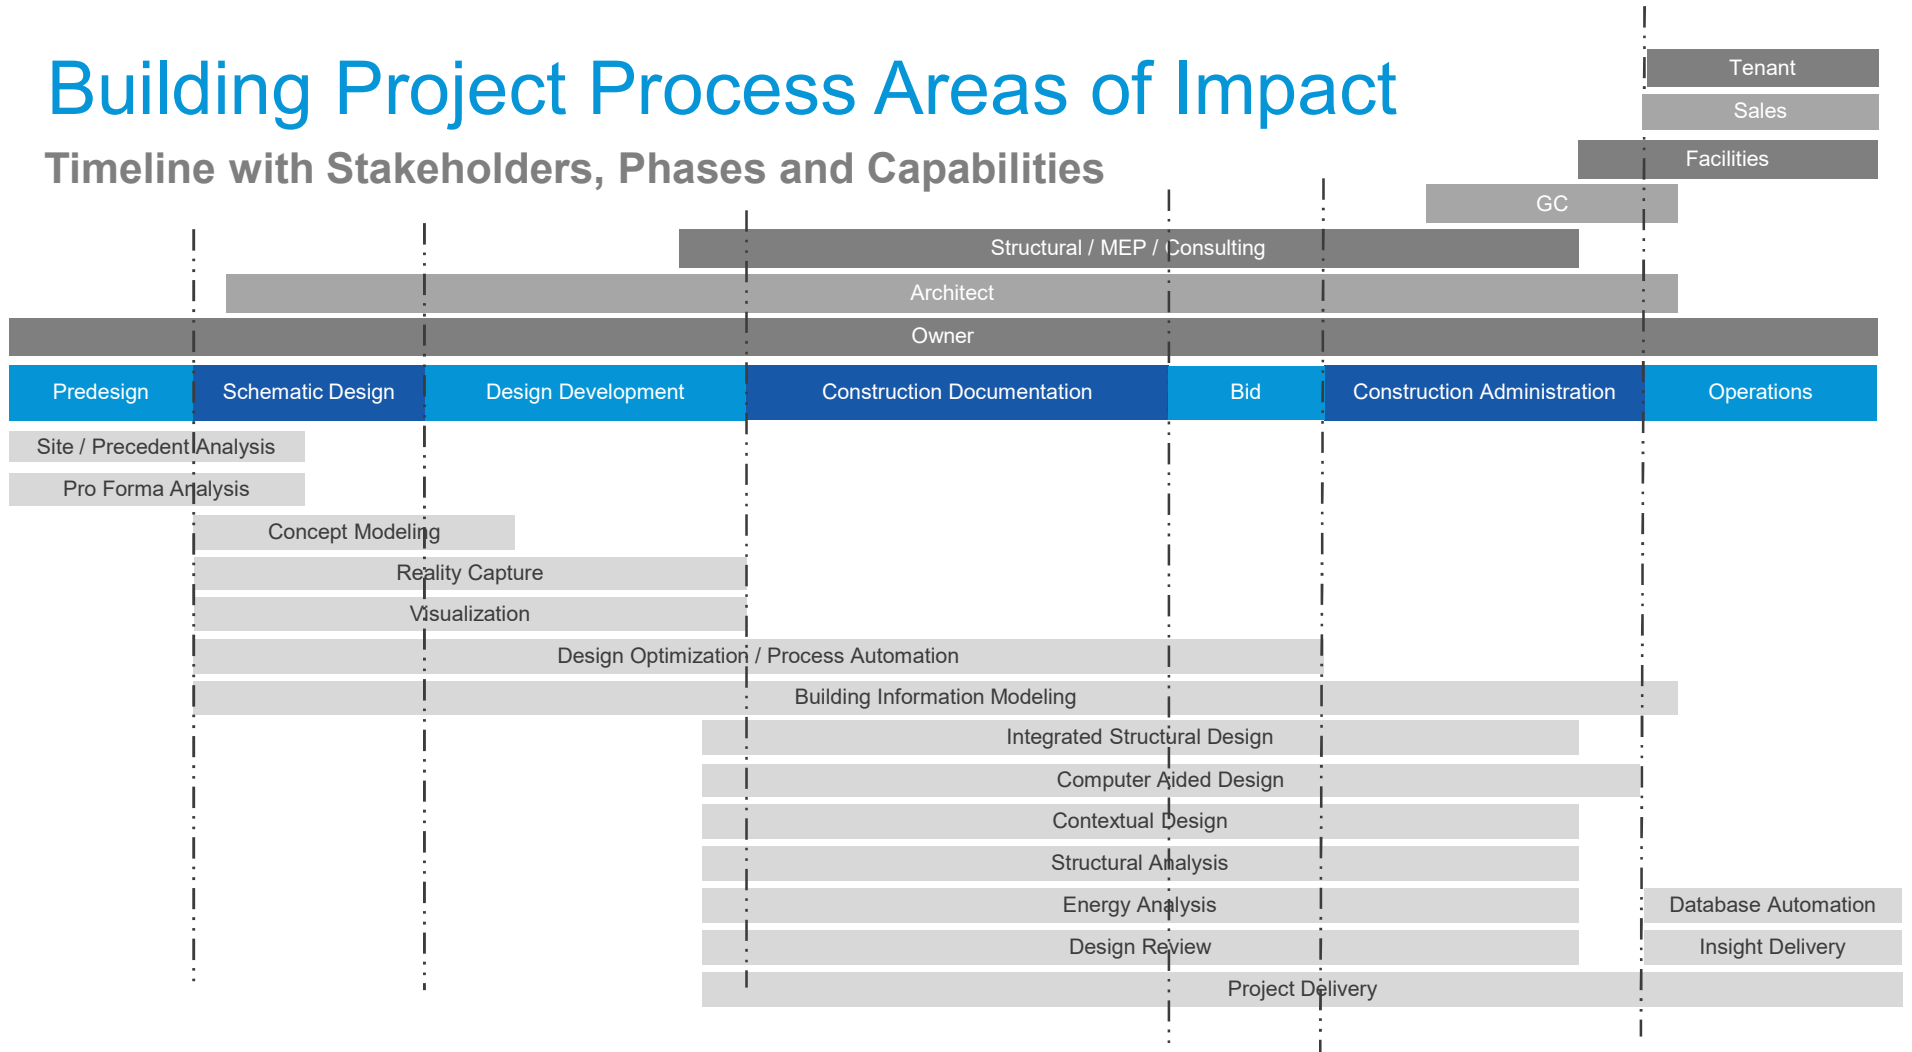 Building Project Process Areas of Impact
Timeline with Stakeholders, Phases and Capabilities
Tenant
Sales
Facilities
GC
Structural / MEP / Consulting
Architect
Owner
Predesign
Schematic Design
Design Development
Construction Documentation
Bid
Construction Administration
Operations
Site / Precedent Analysis
Pro Forma Analysis
Concept Modeling
Reality Capture
Visualization
Design Optimization / Process Automation
Building Information Modeling
Integrated Structural Design
Computer Aided Design
Contextual Design
Structural Analysis
Energy Analysis
Database Automation
Design Review
Insight Delivery
Project Delivery